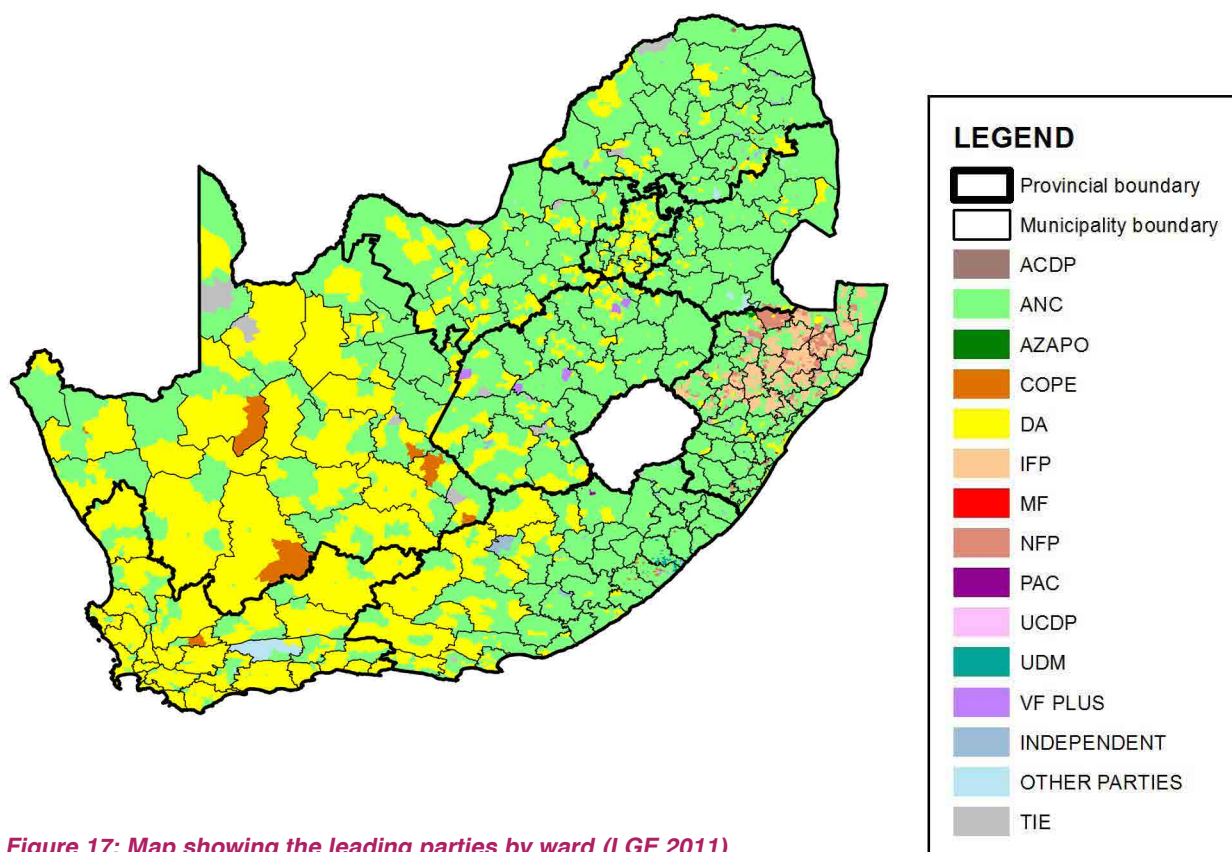 LEGEND
Provincial boundary
Municipality boundary
ACDP
ANC
AZAPO
COPE
DA
IFP
MF
NFP
PAC
UCDP
UDM
VF PLUS
INDEPENDENT
OTHER PARTIES
TIE
Figure 17: Map showing the leading parties by ward (LGE 2011)